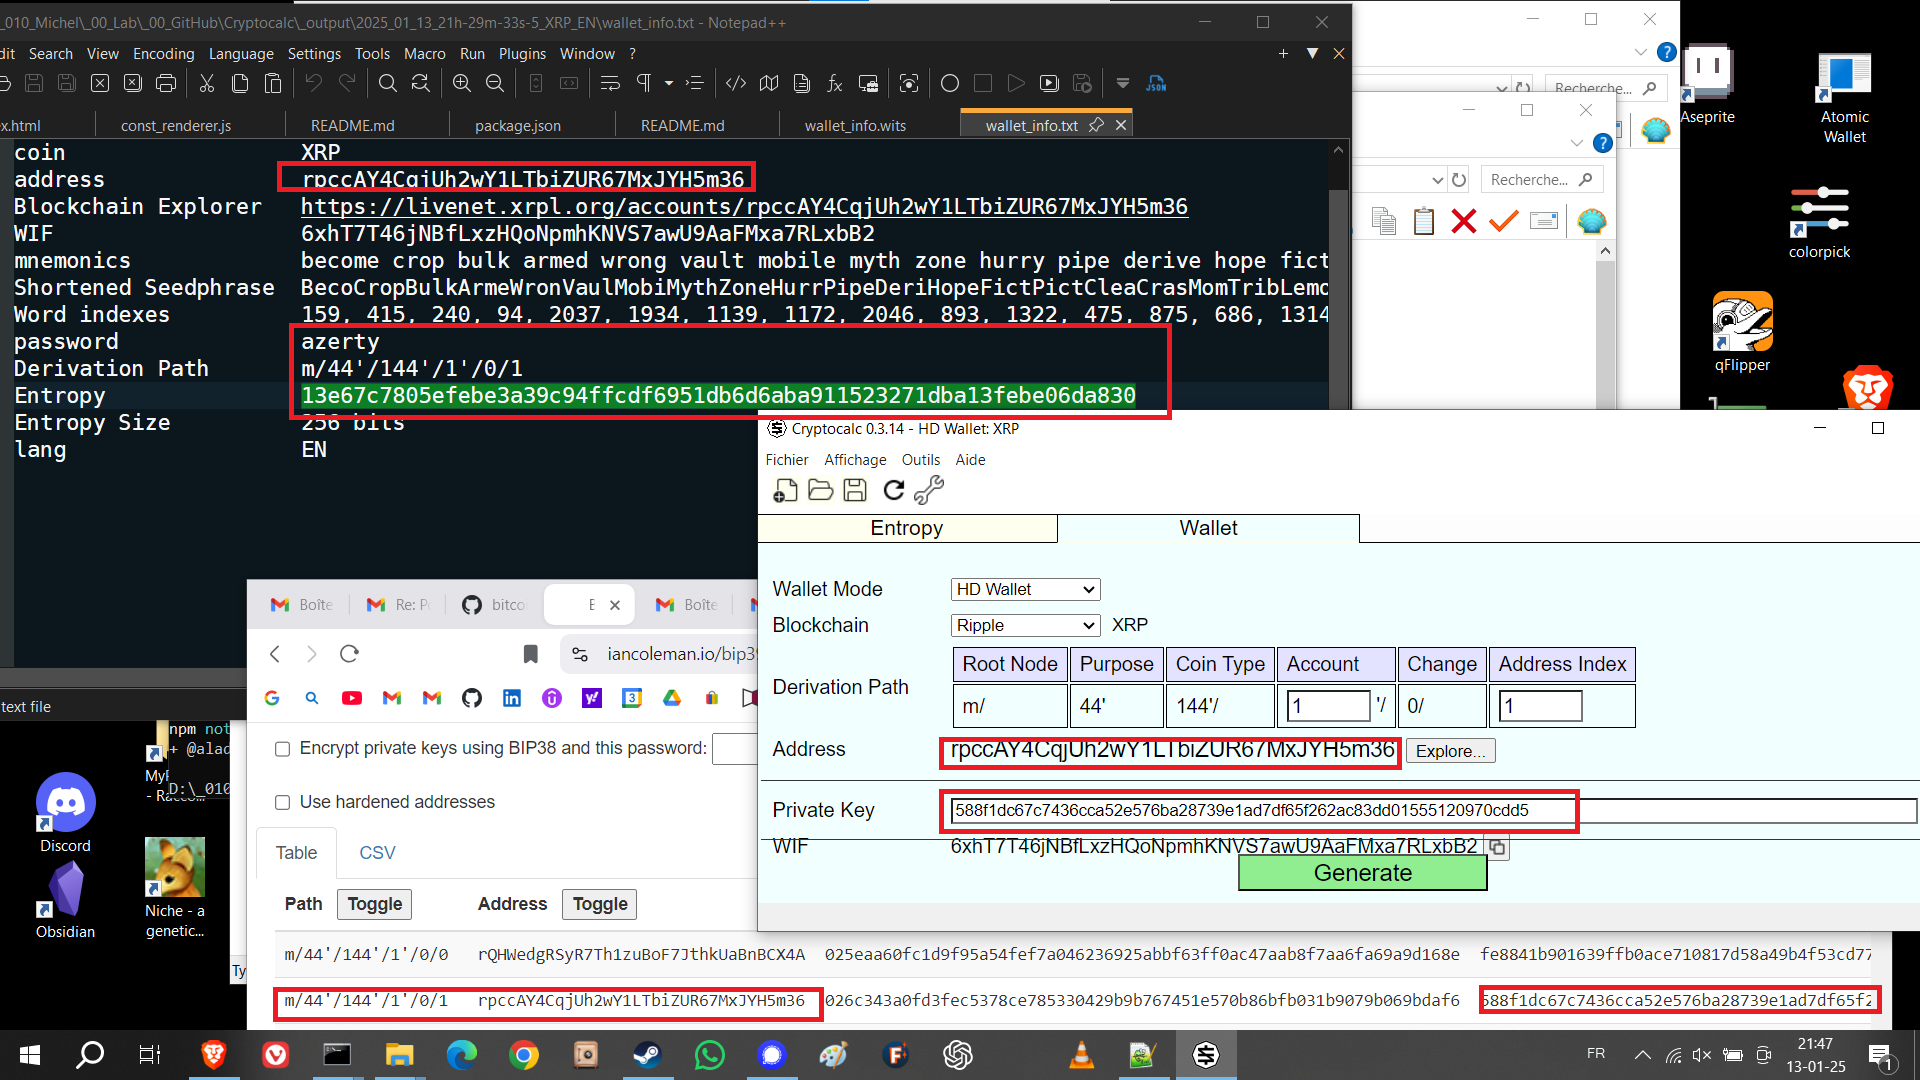 _010_Michel\_00_Lab\_00_GitHub\Cryptocalc\_output\2025_01_13_21h-29m-33s-5_XRP_EN\wallet_info.txt - Notepad++
dit Search View Encoding Language Settings Tools Macro Run Plugins Window ?
ex.html const_renderer.js README.md package.json README.md wallet_info.wits wallet_info.txt
coin XRP
address rpccAY4CqjUh2wY1LTbiZUR67MxJYH5m36
Blockchain Explorer https://livenet.xrpl.org/accounts/rpccAY4CqjUh2wY1LTbiZUR67MxJYH5m36
WIF 6xhT7T46jNBfLxzHQoNpmhKNVS7awU9AaFMxa7RLxbB2
mnemonics become crop bulk armed wrong vault mobile myth zone hurry pipe derive hope fict
Shortened Seedphrase BecoCropBulkArmeWronVaulMobiMythZoneHurrPipeDeriHopeFictPictCleaCrasMomTribLemo
Word indexes 159, 415, 240, 94, 2037, 1934, 1139, 1172, 2046, 893, 1322, 475, 875, 686, 1314
password azerty
Derivation Path m/44'/144'/1'/0/1
Entropy 13e67c7805efebe3a39c94ffcdf6951db6d6aba911523271dba13febe06da830
Entropy Size 256 bits
lang EN
Recherche...
Recherche...
Aseprite
Atomic Wallet
colorpick
qFlipper
Cryptocalc 0.3.14 - HD Wallet: XRP
Fichier Affichage Outils Aide
Entropy Wallet
Wallet Mode HD Wallet
Blockchain Ripple XRP
Root Node Purpose Coin Type Account Change Address Index
Derivation Path m/ 44' 144'/ 1 '/ 0/ 1
Address rpccAY4CqjUh2wY1LTbiZUR67MxJYH5m36 Explore...
Private Key 588f1dc67c7436cca52e576ba28739e1ad7df65f262ac83dd01555120970cdd5
WIF 6xhT7T46jNBfLxzHQoNpmhKNVS7awU9AaFMxa7RLxbB2
Generate
Boîte Re: P bitco E Boîte
iancoleman.io/bip39
Encrypt private keys using BIP38 and this password:
Use hardened addresses
Table CSV
Path Toggle Address Toggle
m/44'/144'/1'/0/0 rQHWedgRSyR7Th1zuBoF7JthkUaBnBCX4A 025eaa60fc1d9f95a54fef7a046236925abbf63ff0ac47aab8f7aa6fa69a9d168e fe8841b901639ffb0ace710817d58a49b4f53cd77
m/44'/144'/1'/0/1 rpccAY4CqjUh2wY1LTbiZUR67MxJYH5m36 026c343a0fd3fec5378ce785330429b9b767451e570b86bfb031b9079b069bdaf6 588f1dc67c7436cca52e576ba28739e1ad7df65f2
text file
npm not
+ @alad
D:\_010
Ty
Discord
Obsidian
Niche - a genetic...
FR
21:47
13-01-25
1